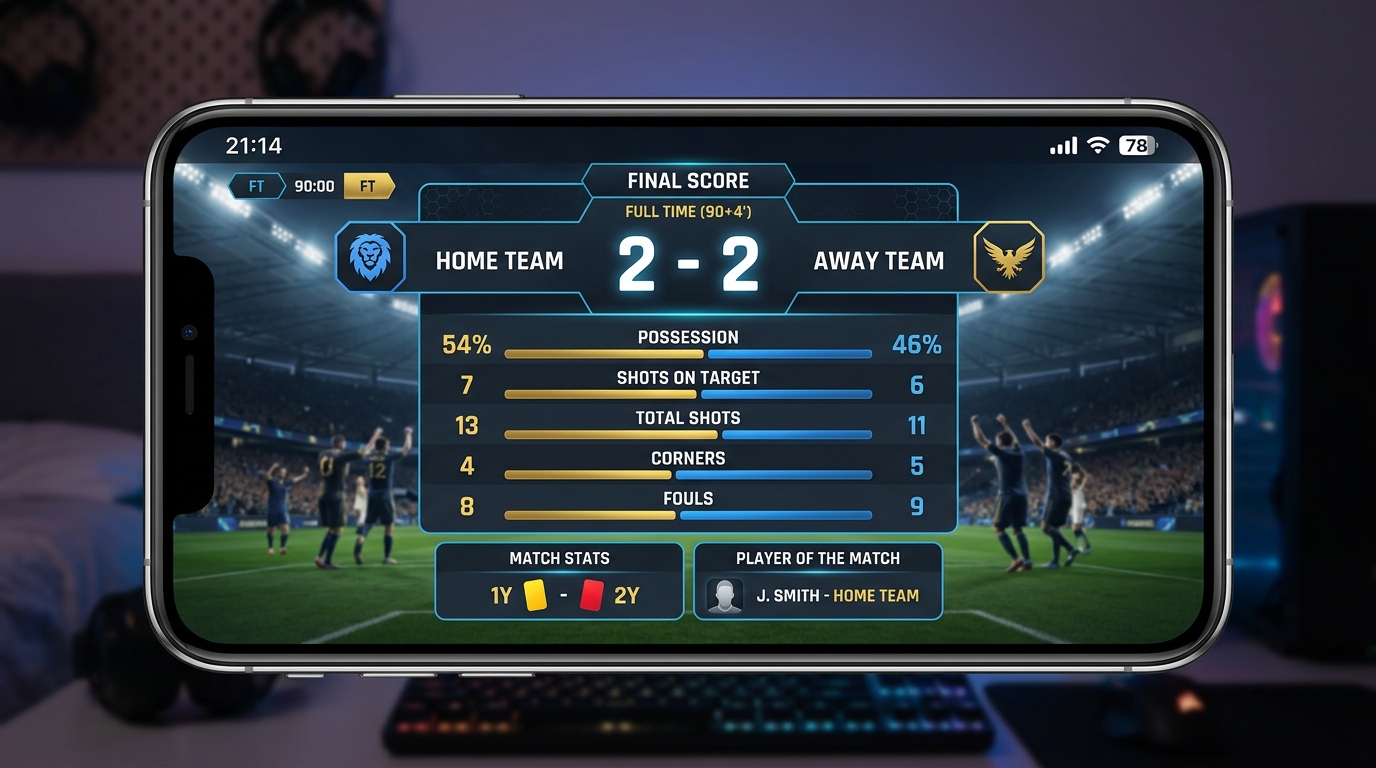 21:14
78
FT 90:00 FT
FINAL SCORE
FULL TIME (90+4')
HOME TEAM 2 - 2 AWAY TEAM
POSSESSION
54% 46%
SHOTS ON TARGET
7 6
TOTAL SHOTS
13 11
CORNERS
4 5
FOULS
8 9
MATCH STATS
1Y - 2Y
PLAYER OF THE MATCH
J. SMITH - HOME TEAM
12